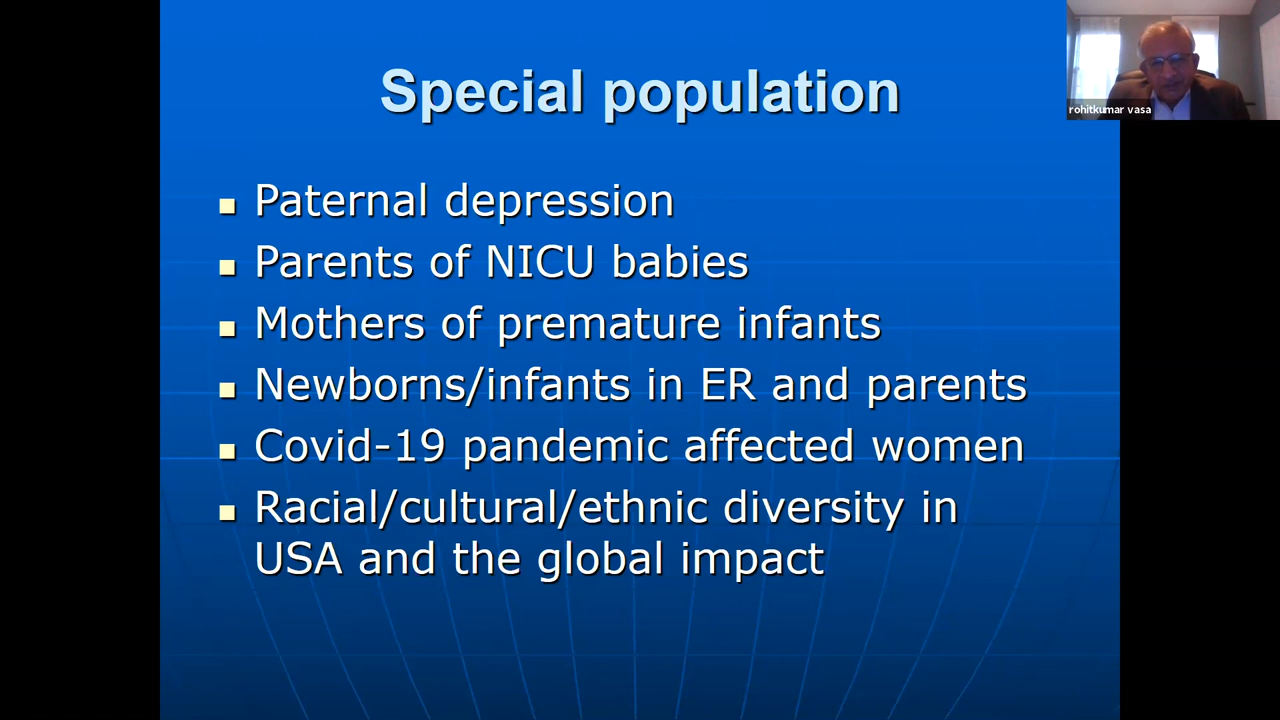 Special population
rohitkumar vasa
Paternal depression
Parents of NICU babies
Mothers of premature infants
Newborns/infants in ER and parents
Covid-19 pandemic affected women
Racial/cultural/ethnic diversity in
USA and the global impact